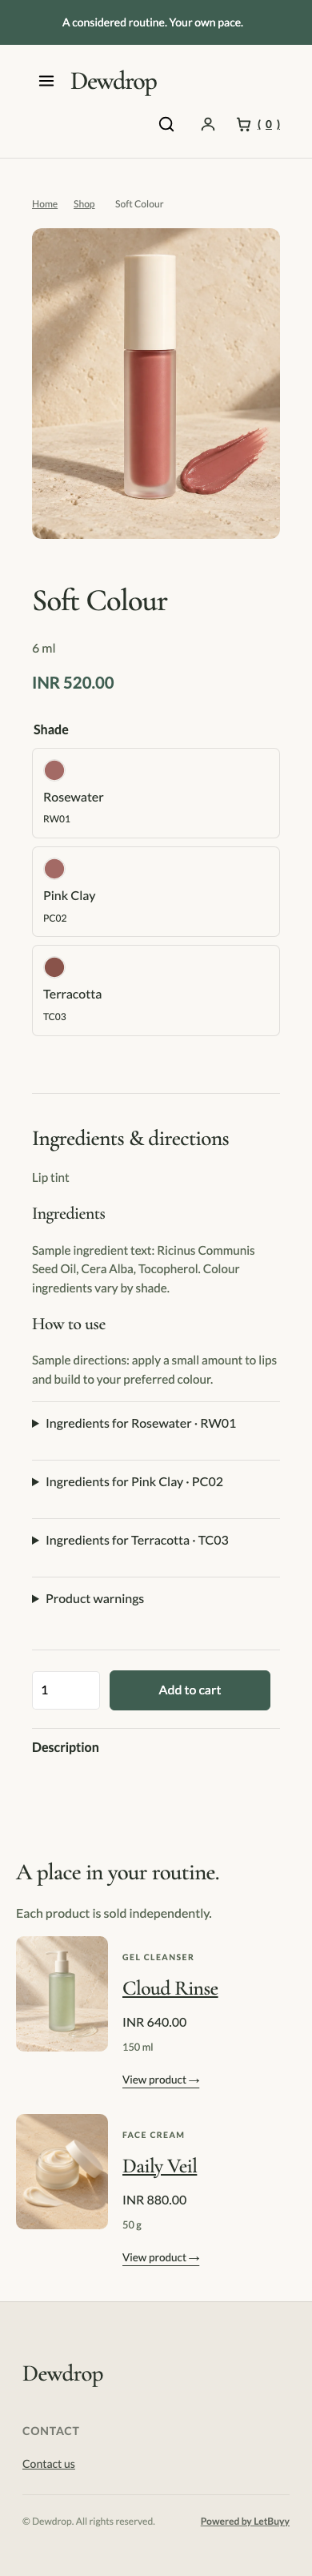 A considered routine. Your own pace.
Dewdrop
( 0 )
Home Shop Soft Colour
Soft Colour
6 ml
INR 520.00
Shade
Rosewater
RW01
Pink Clay
PC02
Terracotta
TC03
Ingredients & directions
Lip tint
Ingredients
Sample ingredient text: Ricinus Communis
Seed Oil, Cera Alba, Tocopherol. Colour
ingredients vary by shade.
How to use
Sample directions: apply a small amount to lips
and build to your preferred colour.
Ingredients for Rosewater · RW01
Ingredients for Pink Clay · PC02
Ingredients for Terracotta · TC03
Product warnings
1 Add to cart
Description
A place in your routine.
Each product is sold independently.
GEL CLEANSER
Cloud Rinse
INR 640.00
150 ml
View product →
FACE CREAM
Daily Veil
INR 880.00
50 g
View product →
Dewdrop
CONTACT
Contact us
© Dewdrop. All rights reserved. Powered by LetBuyy